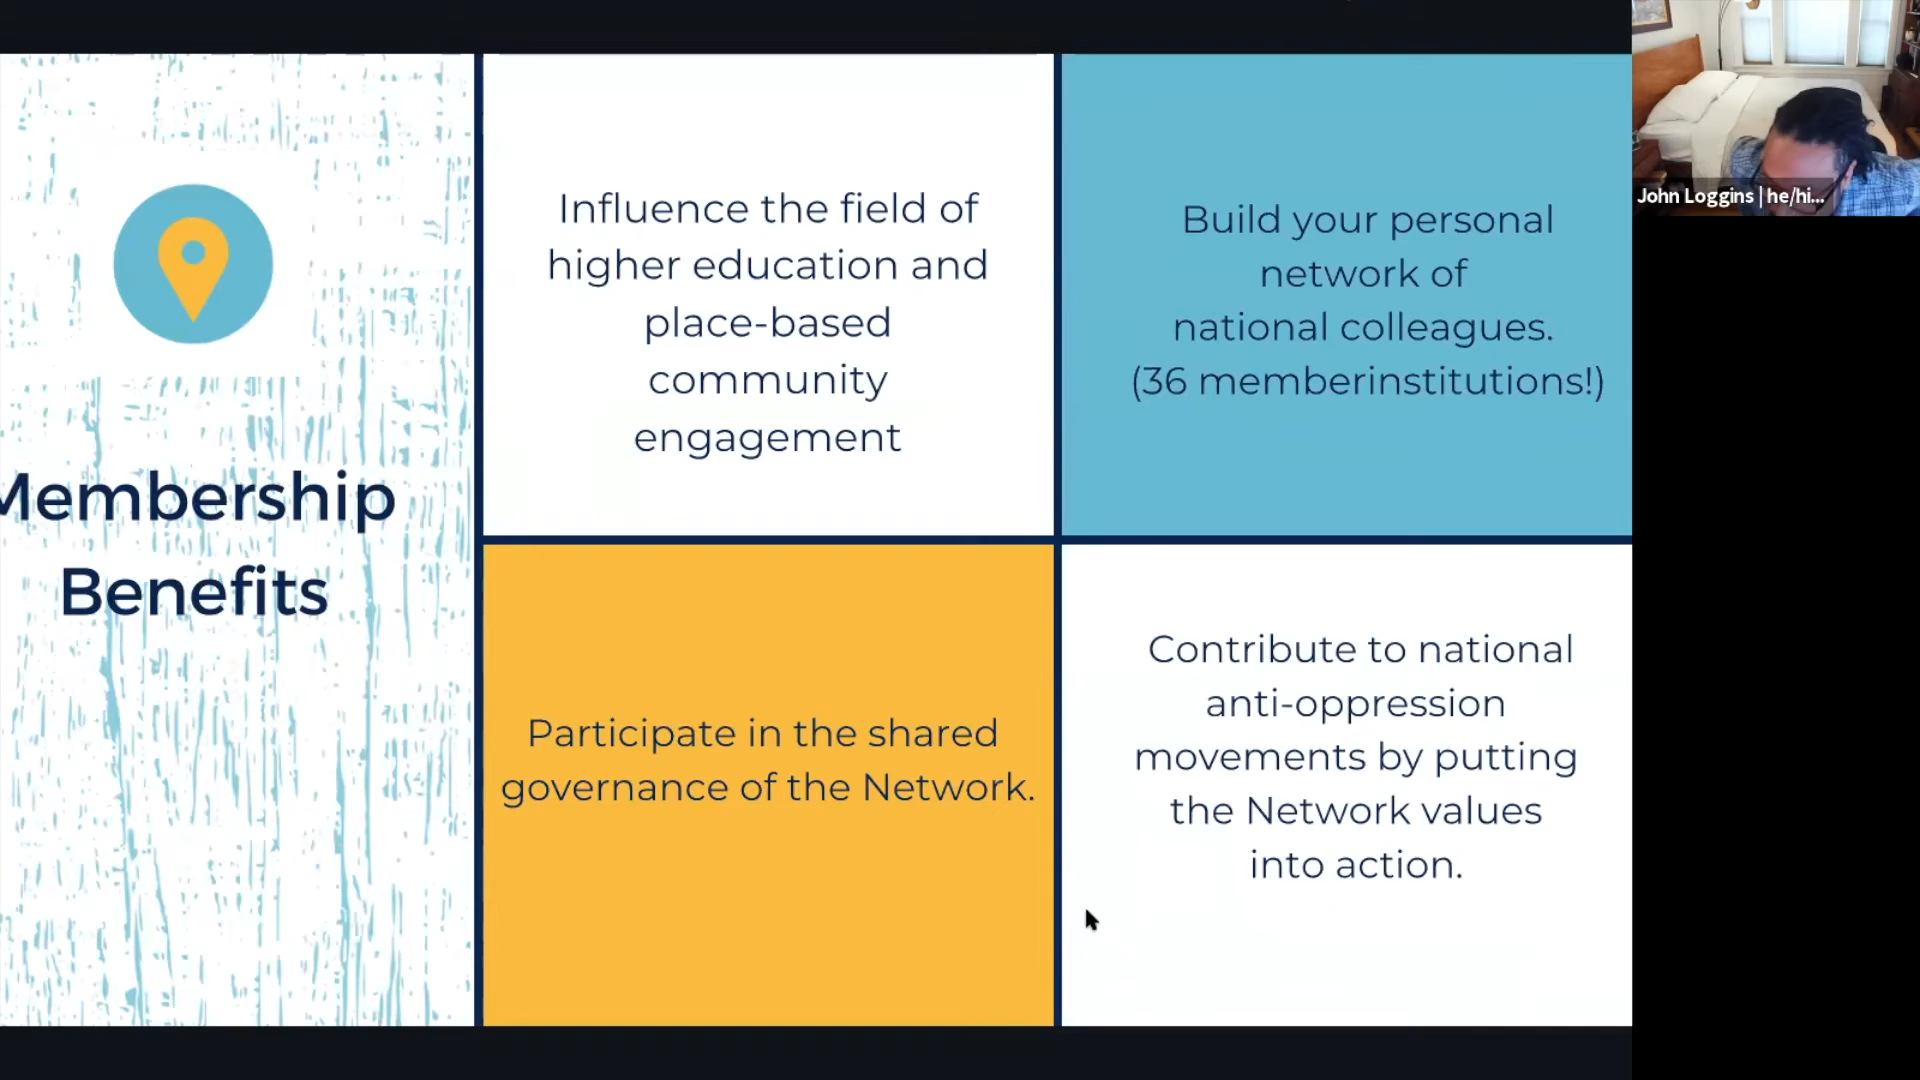 Membership
Benefits
Influence the field of
higher education and
place-based
community
engagement
Build your personal
network of
national colleagues.
(36 memberinstitutions!)
Participate in the shared
governance of the Network.
Contribute to national
anti-oppression
movements by putting
the Network values
into action.
John Loggins | he/hi...